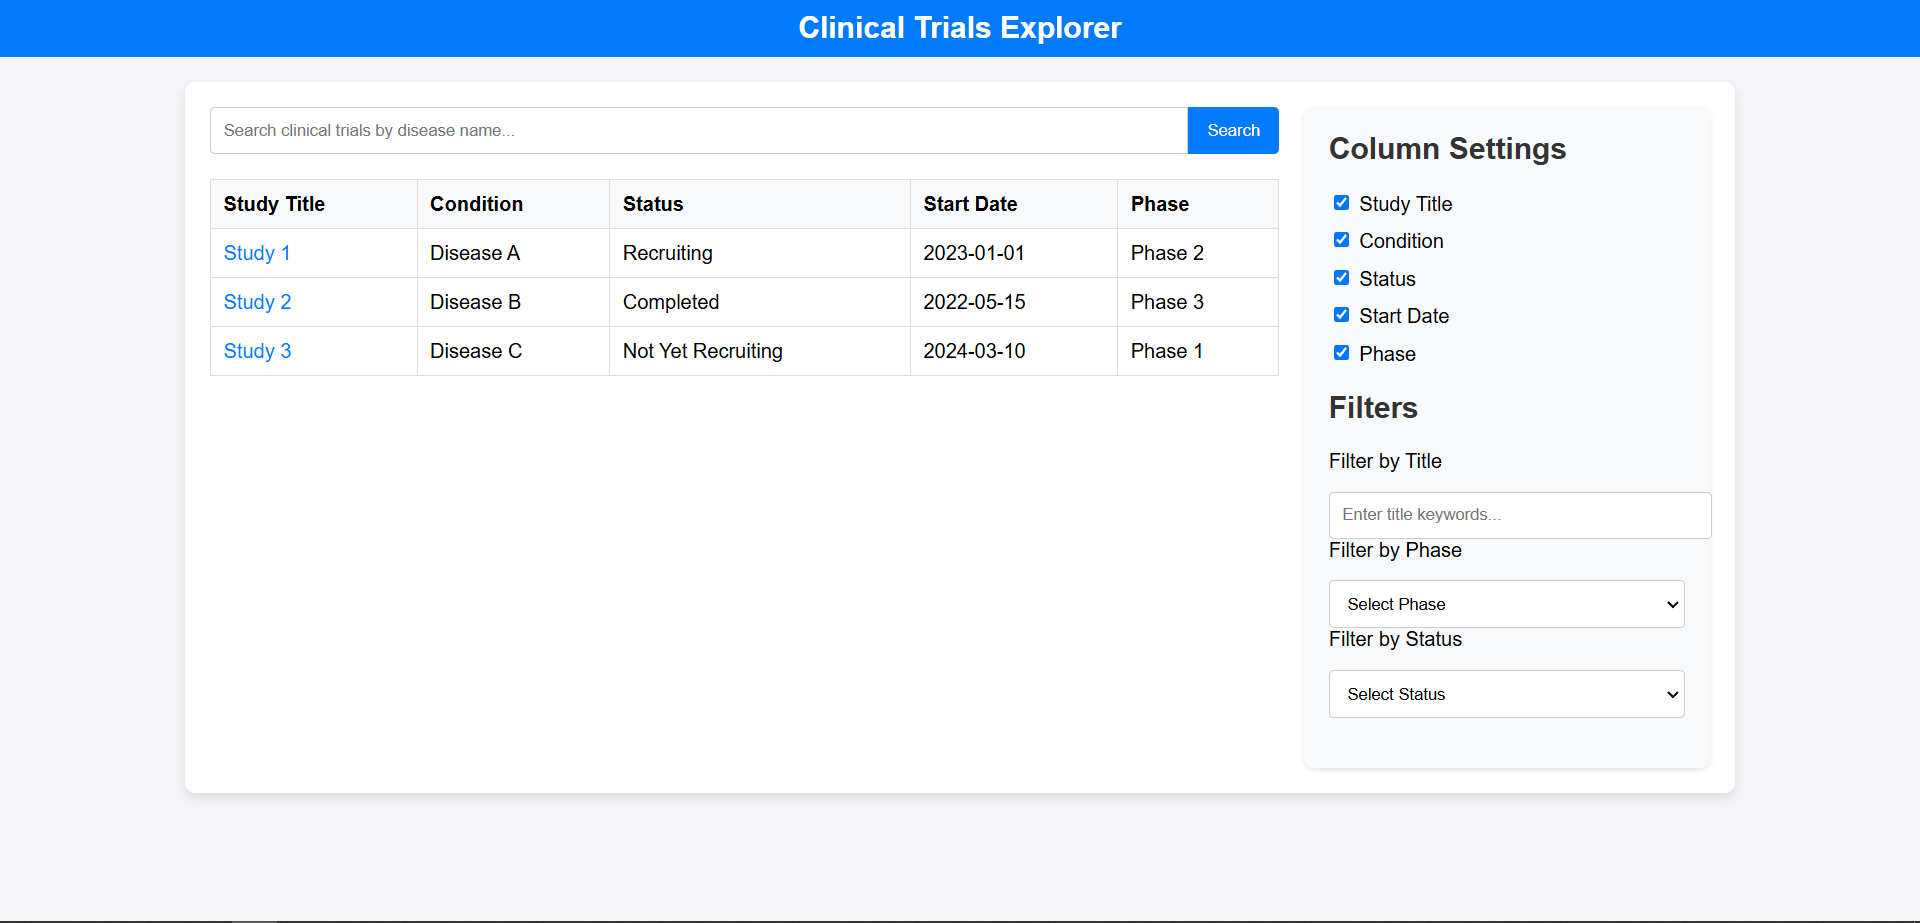 Clinical Trials Explorer
Search clinical trials by disease name...
Search
Study Title Condition Status Start Date Phase
Study 1 Disease A Recruiting 2023-01-01 Phase 2
Study 2 Disease B Completed 2022-05-15 Phase 3
Study 3 Disease C Not Yet Recruiting 2024-03-10 Phase 1
Column Settings
Study Title
Condition
Status
Start Date
Phase
Filters
Filter by Title
Enter title keywords...
Filter by Phase
Select Phase
Filter by Status
Select Status